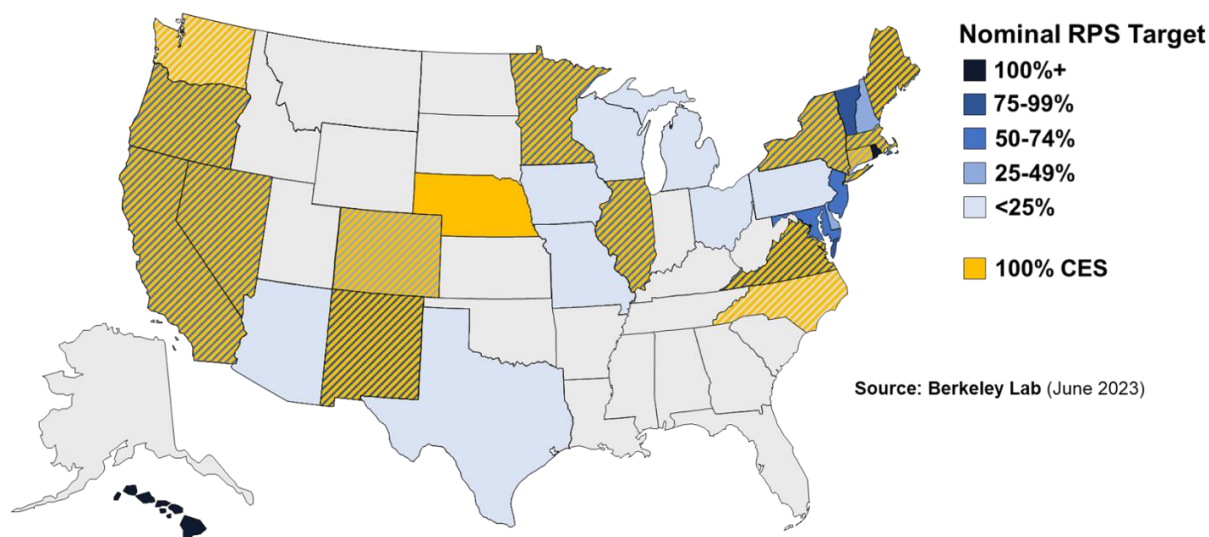 Nominal RPS Target
100%+
75-99%
50-74%
25-49%
<25%
100% CES
Source: Berkeley Lab (June 2023)